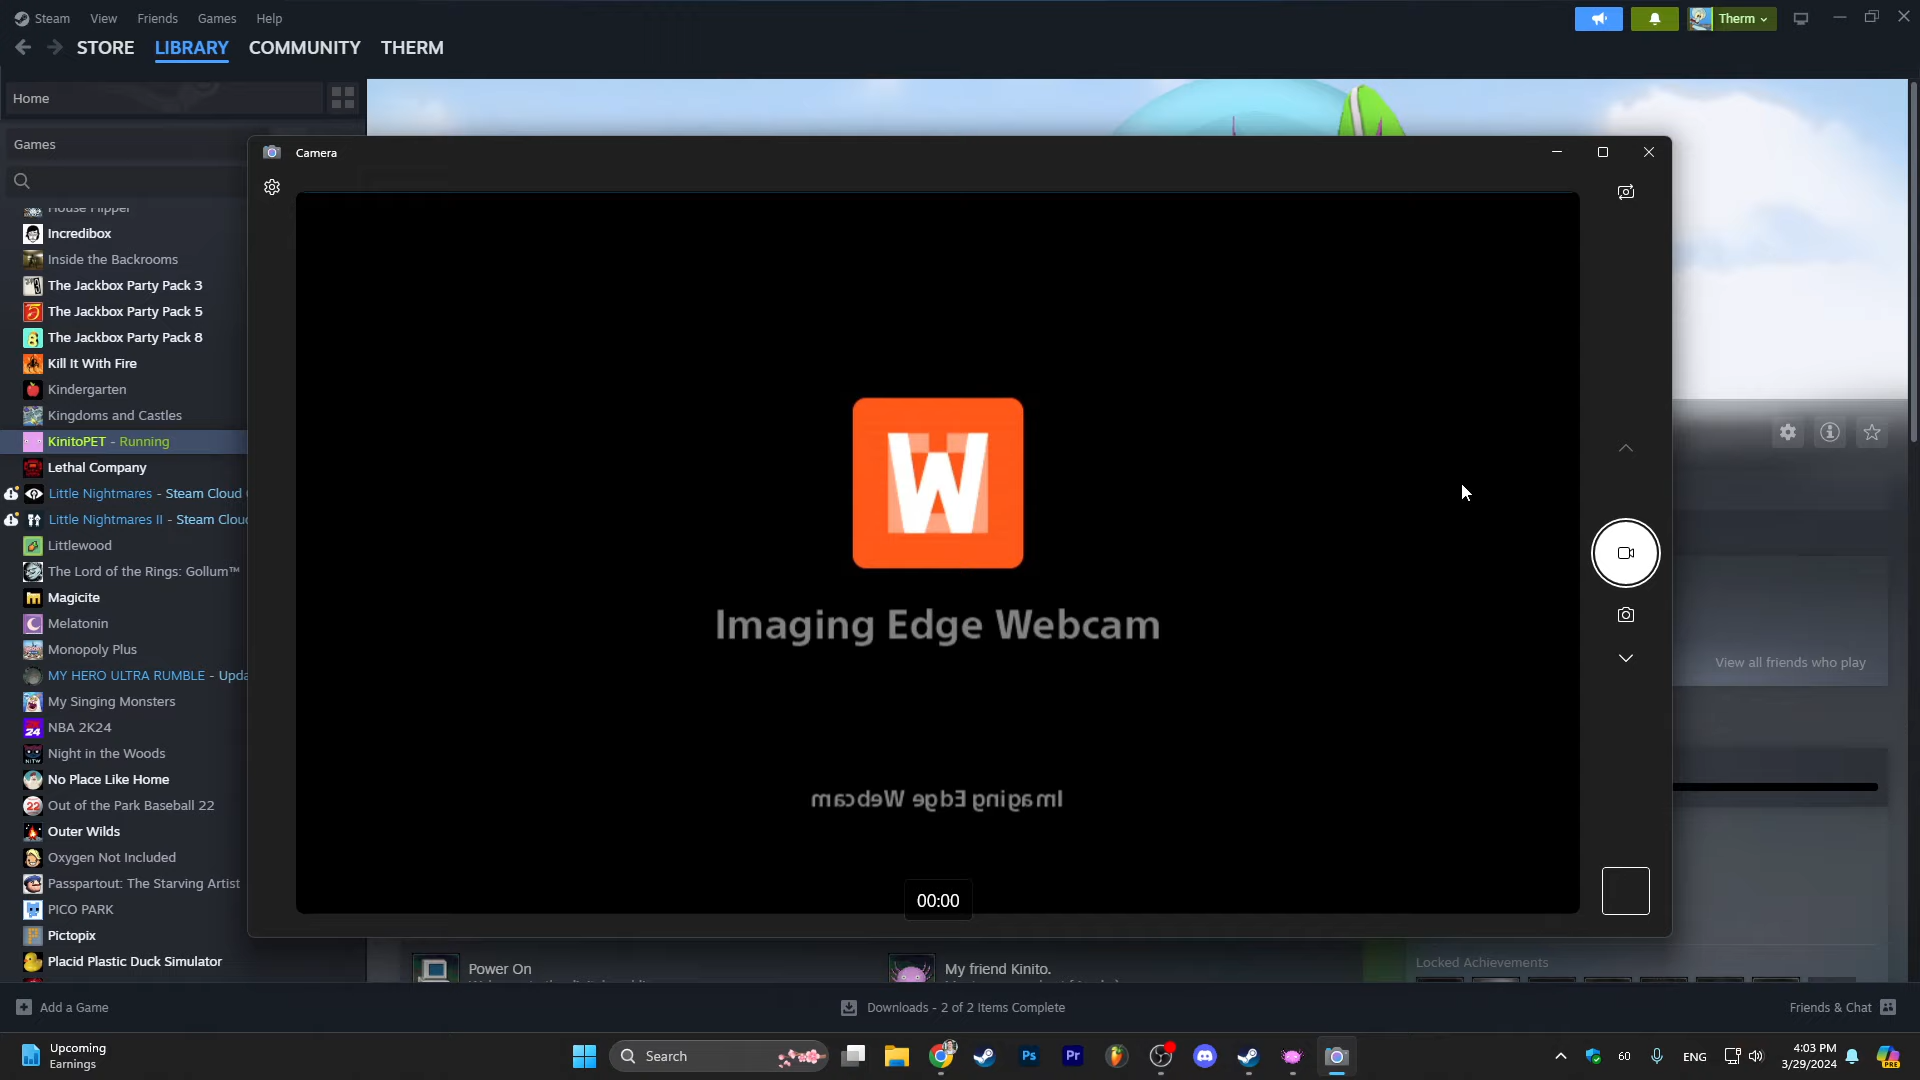 Steam View Friends Games Help
Therm
STORE LIBRARY COMMUNITY THERM
Home
Games
Camera
House Flipper
Incredibox
Inside the Backrooms
The Jackbox Party Pack 3
The Jackbox Party Pack 5
The Jackbox Party Pack 8
Kill It With Fire
Kindergarten
Kingdoms and Castles
KinitoPET - Running
Lethal Company
Little Nightmares - Steam Cloud
Little Nightmares II - Steam Cloud
Littlewood
The Lord of the Rings: Gollum™
Magicite
Melatonin
Monopoly Plus
MY HERO ULTRA RUMBLE - Upda
My Singing Monsters
NBA 2K24
Night in the Woods
No Place Like Home
Out of the Park Baseball 22
Outer Wilds
Oxygen Not Included
Passpartout: The Starving Artist
PICO PARK
Pictopix
Placid Plastic Duck Simulator
W
Imaging Edge Webcam
Imaging Edge Webcam
00:00
View all friends who play
Power On
My friend Kinito.
Locked Achievements
Add a Game
Downloads - 2 of 2 Items Complete
Friends & Chat
Upcoming
Earnings
Search
Ps
Pr
60
ENG
4:03 PM
3/29/2024
PRE